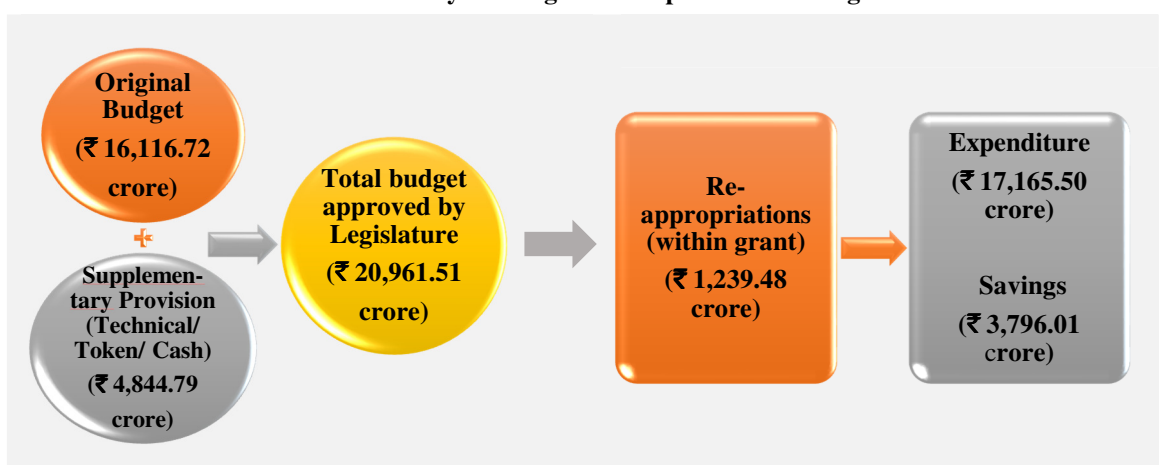 Original
Budget
(₹ 16,116.72
crore)
+
Supplemen-
tary Provision
(Technical/
Token/ Cash)
(₹ 4,844.79
crore)
Total budget
approved by
Legislature
(₹ 20,961.51
crore)
Re-
appropriations
(within grant)
(₹ 1,239.48
crore)
Expenditure
(₹ 17,165.50
crore)
Savings
(₹ 3,796.01
crore)